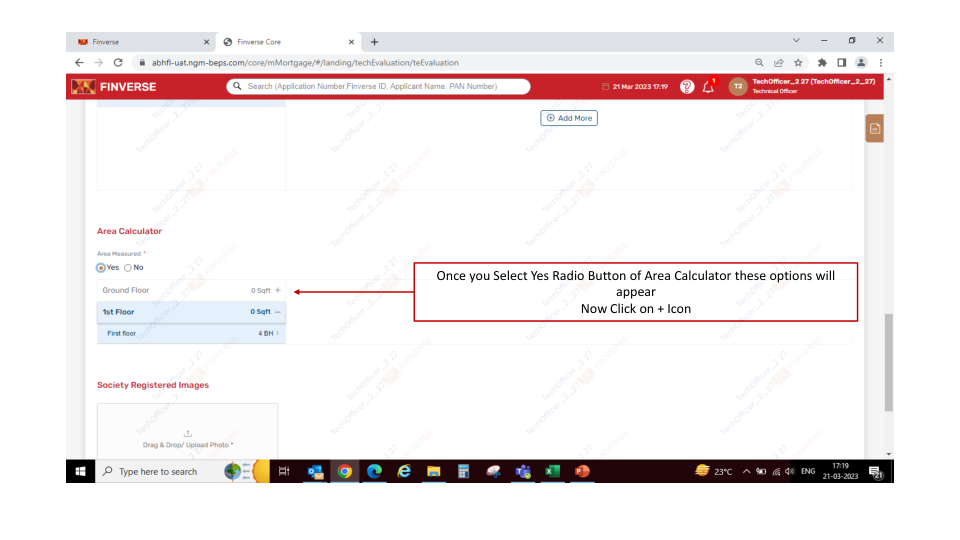 Finverse
Finverse Core
abhfl-uat.ngm-beps.com/core/mMortgage/#/landing/techEvaluation/teEvaluation
FINVERSE
Search (Application Number,Finverse ID, Applicant Name, PAN Number)
21 Mar 2023 17:19
1
T2
TechOfficer_2 27 (TechOfficer_2_27)
Technical Officer
Add More
Area Calculator
Area Measured *
Yes No
Ground Floor 0 Sqft +
1st Floor 0 Sqft —
First floor 4 BH >
Once you Select Yes Radio Button of Area Calculator these options will
appear
Now Click on + Icon
Society Registered Images
Drag & Drop/ Upload Photo *
Type here to search
23°C
ENG
17:19
21-03-2023
21